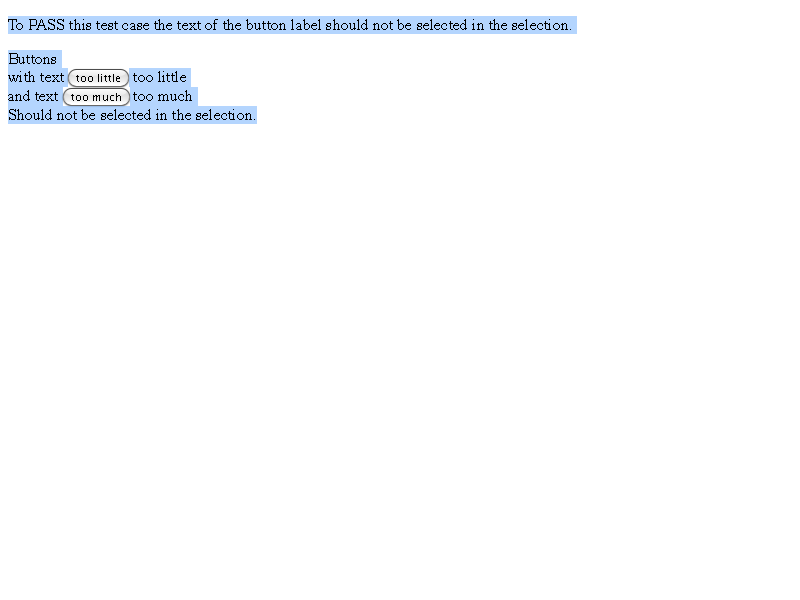 To PASS this test case the text of the button label should not be selected in the selection.
Buttons
with text too little too little
and text too much too much
Should not be selected in the selection.